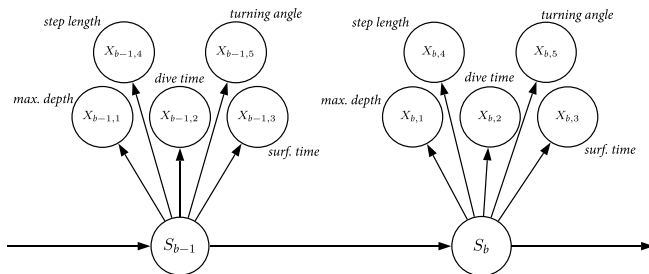 step length
turning angle
step length
turning angle
X_{b−1,4}
X_{b−1,5}
X_{b,4}
X_{b,5}
max. depth
dive time
max. depth
dive time
X_{b−1,1}
X_{b−1,2}
X_{b−1,3}
X_{b,1}
X_{b,2}
X_{b,3}
surf. time
surf. time
S_{b−1}
S_b